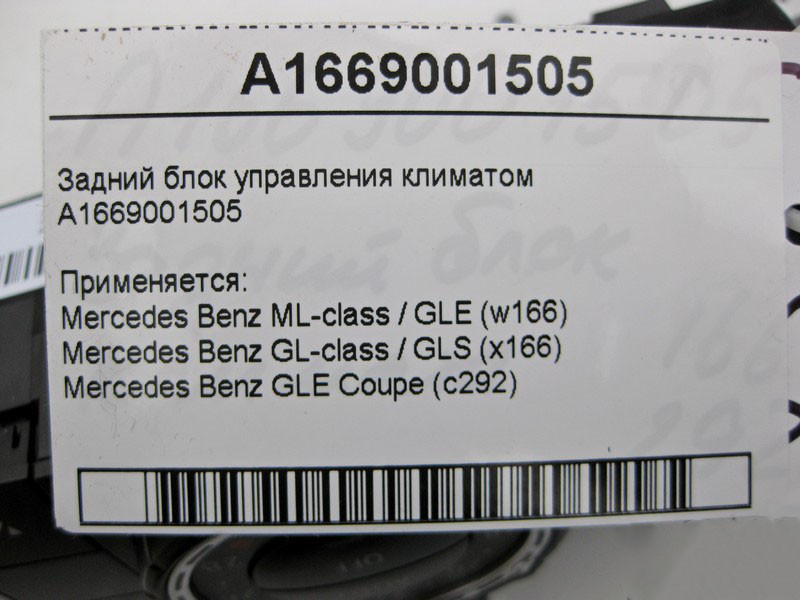 A1669001505
Задний блок управления климатом
A1669001505
Применяется:
Mercedes Benz ML-class / GLE (w166)
Mercedes Benz GL-class / GLS (x166)
Mercedes Benz GLE Coupe (c292)